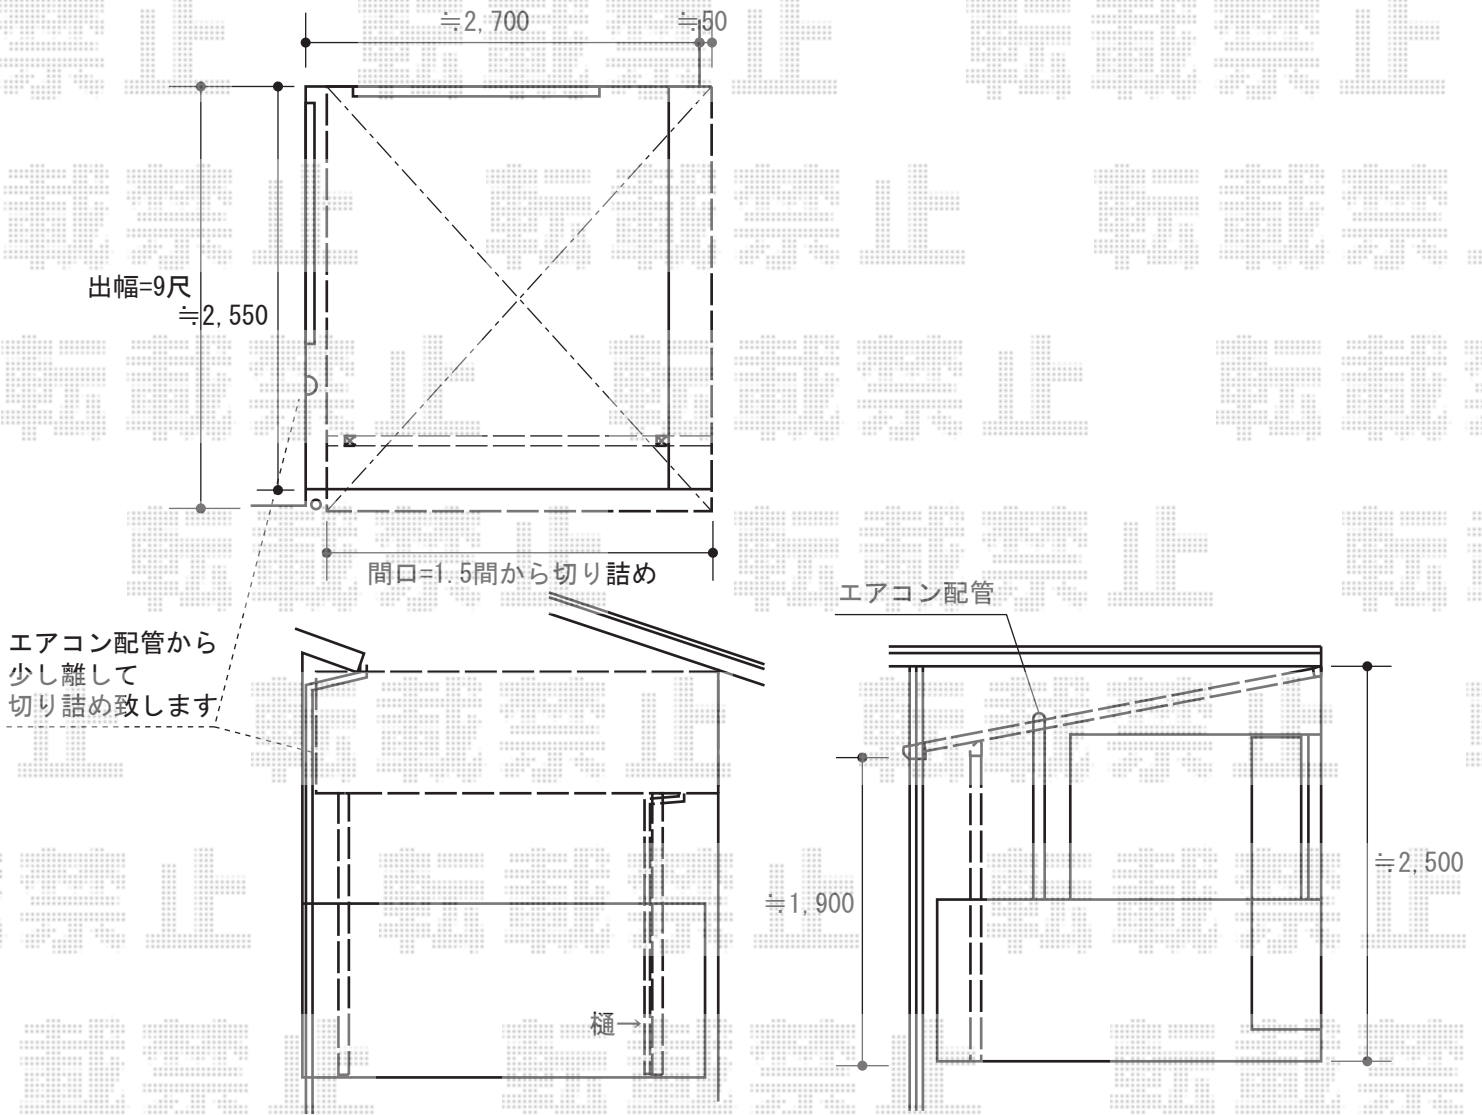 ≒2,700
≒50
出幅=9尺
≒2,550
間口=1.5間から切り詰め
エアコン配管
エアコン配管から
少し離して
切り詰め致します
≒1,900
≒2,500
樋→
転載禁止